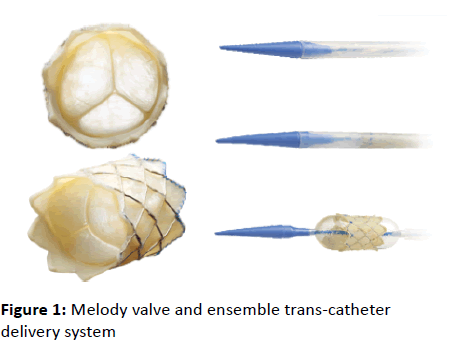 Figure 1: Melody valve and ensemble trans-catheter
delivery system